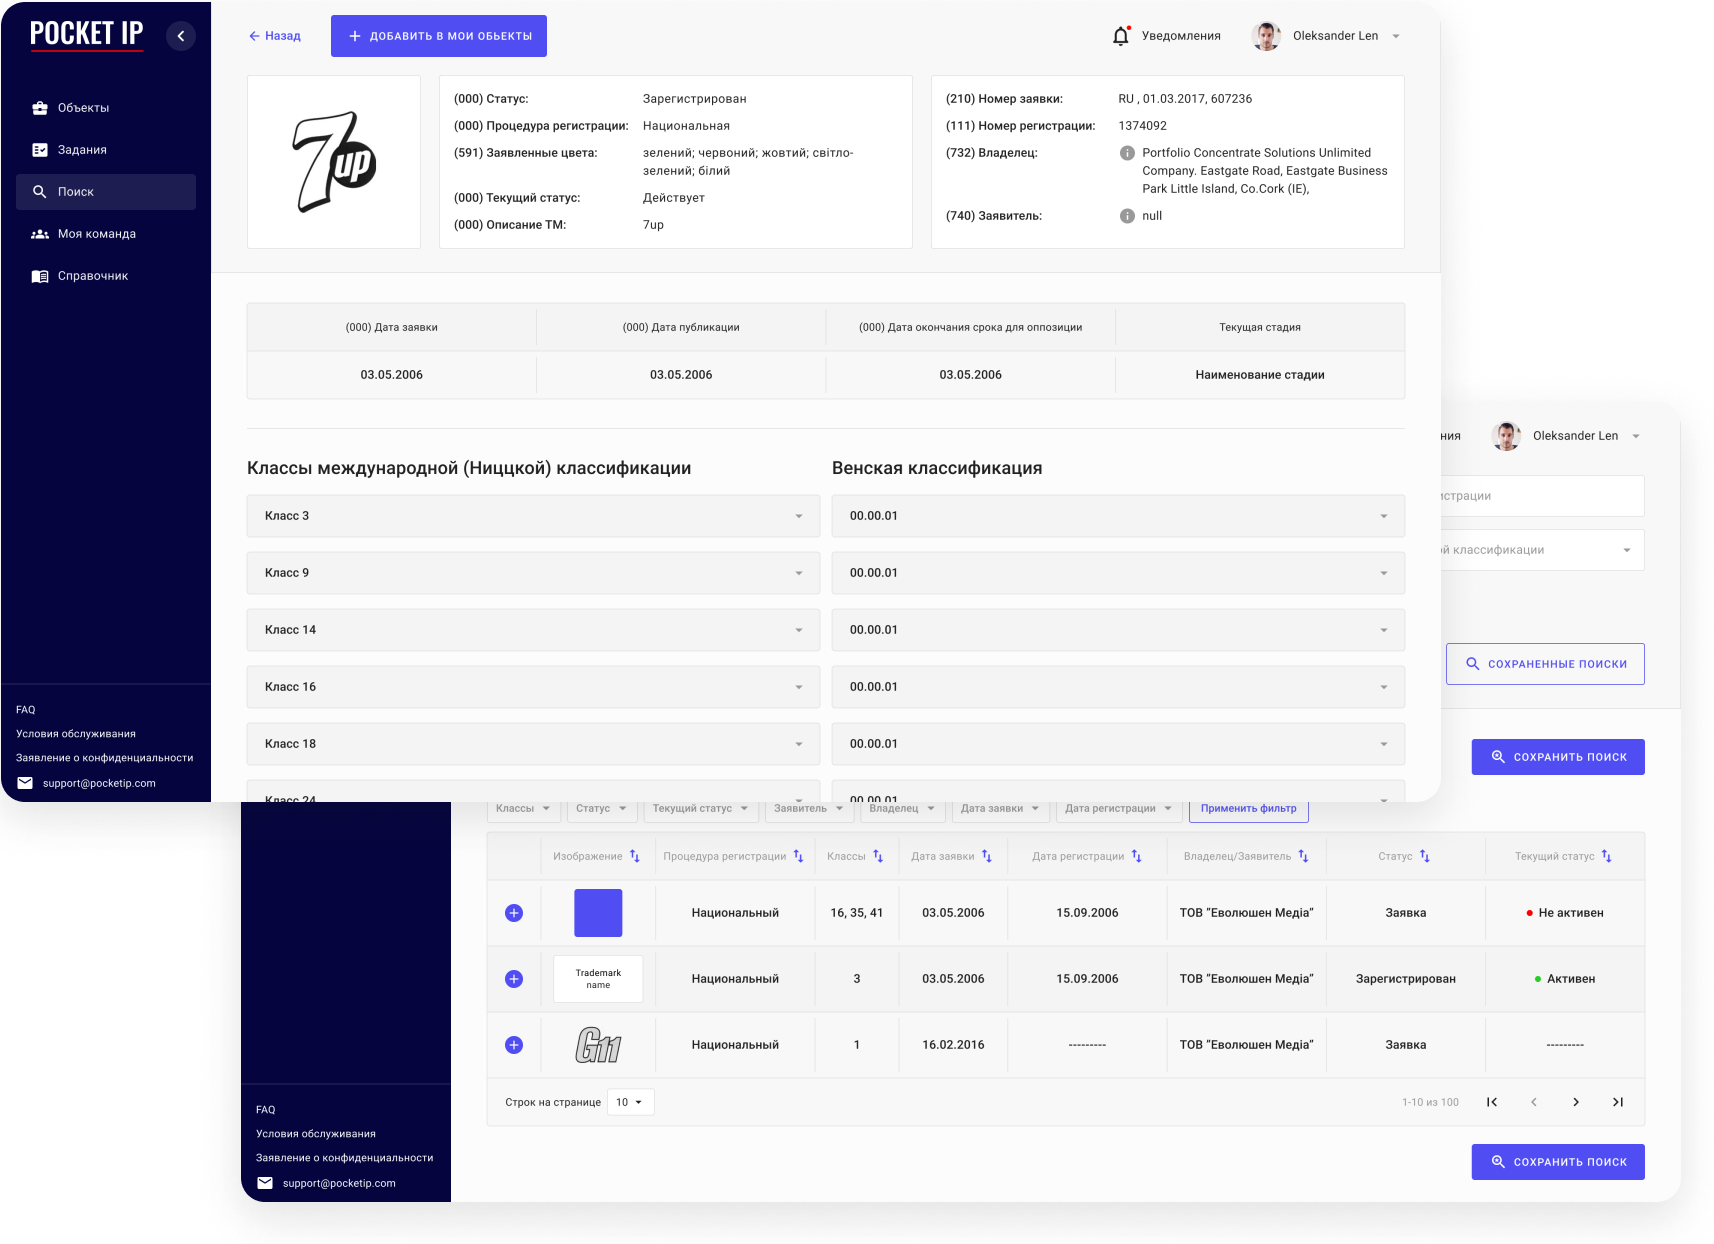 POCKET IP
Объекты
Задания
Поиск
Моя команда
Справочник
FAQ
Условия обслуживания
Заявление о конфиденциальности
support@pocketip.com
Назад
ДОБАВИТЬ В МОИ ОБЬЕКТЫ
Уведомления
Oleksander Len
7up
(000) Статус: Зарегистрирован
(000) Процедура регистрации: Национальная
(591) Заявленные цвета: зелений; червоний; жовтий; світло-
зелений; білий
(000) Текущий статус: Действует
(000) Описание ТМ: 7up
(210) Номер заявки: RU , 01.03.2017, 607236
(111) Номер регистрации: 1374092
(732) Владелец: Portfolio Concentrate Solutions Unlimited
Company. Eastgate Road, Eastgate Business
Park Little Island, Co.Cork (IE),
(740) Заявитель: null
(000) Дата заявки (000) Дата публикации (000) Дата окончания срока для оппозиции Текущая стадия
03.05.2006 03.05.2006 03.05.2006 Наименование стадии
Классы международной (Ниццкой) классификации Венская классификация
Класс 3 00.00.01
Класс 9 00.00.01
Класс 14 00.00.01
Класс 16 00.00.01
Класс 18 00.00.01
Класс 24 00.00.01
ния Oleksander Len
истрации
й классификации
СОХРАНЕННЫЕ ПОИСКИ
СОХРАНИТЬ ПОИСК
Классы Статус Текущий статус Заявитель Владелец Дата заявки Дата регистрации Применить фильтр
Изображение Процедура регистрации Классы Дата заявки Дата регистрации Владелец/Заявитель Статус Текущий статус
Национальный 16, 35, 41 03.05.2006 15.09.2006 ТОВ "Еволюшен Медіа" Заявка Не активен
Trademark
name
Национальный 3 03.05.2006 15.09.2006 ТОВ "Еволюшен Медіа" Зарегистрирован Активен
G11 Национальный 1 16.02.2016 --------- ТОВ "Еволюшен Медіа" Заявка ---------
Строк на странице 10 1-10 из 100
СОХРАНИТЬ ПОИСК
FAQ
Условия обслуживания
Заявление о конфиденциальности
support@pocketip.com